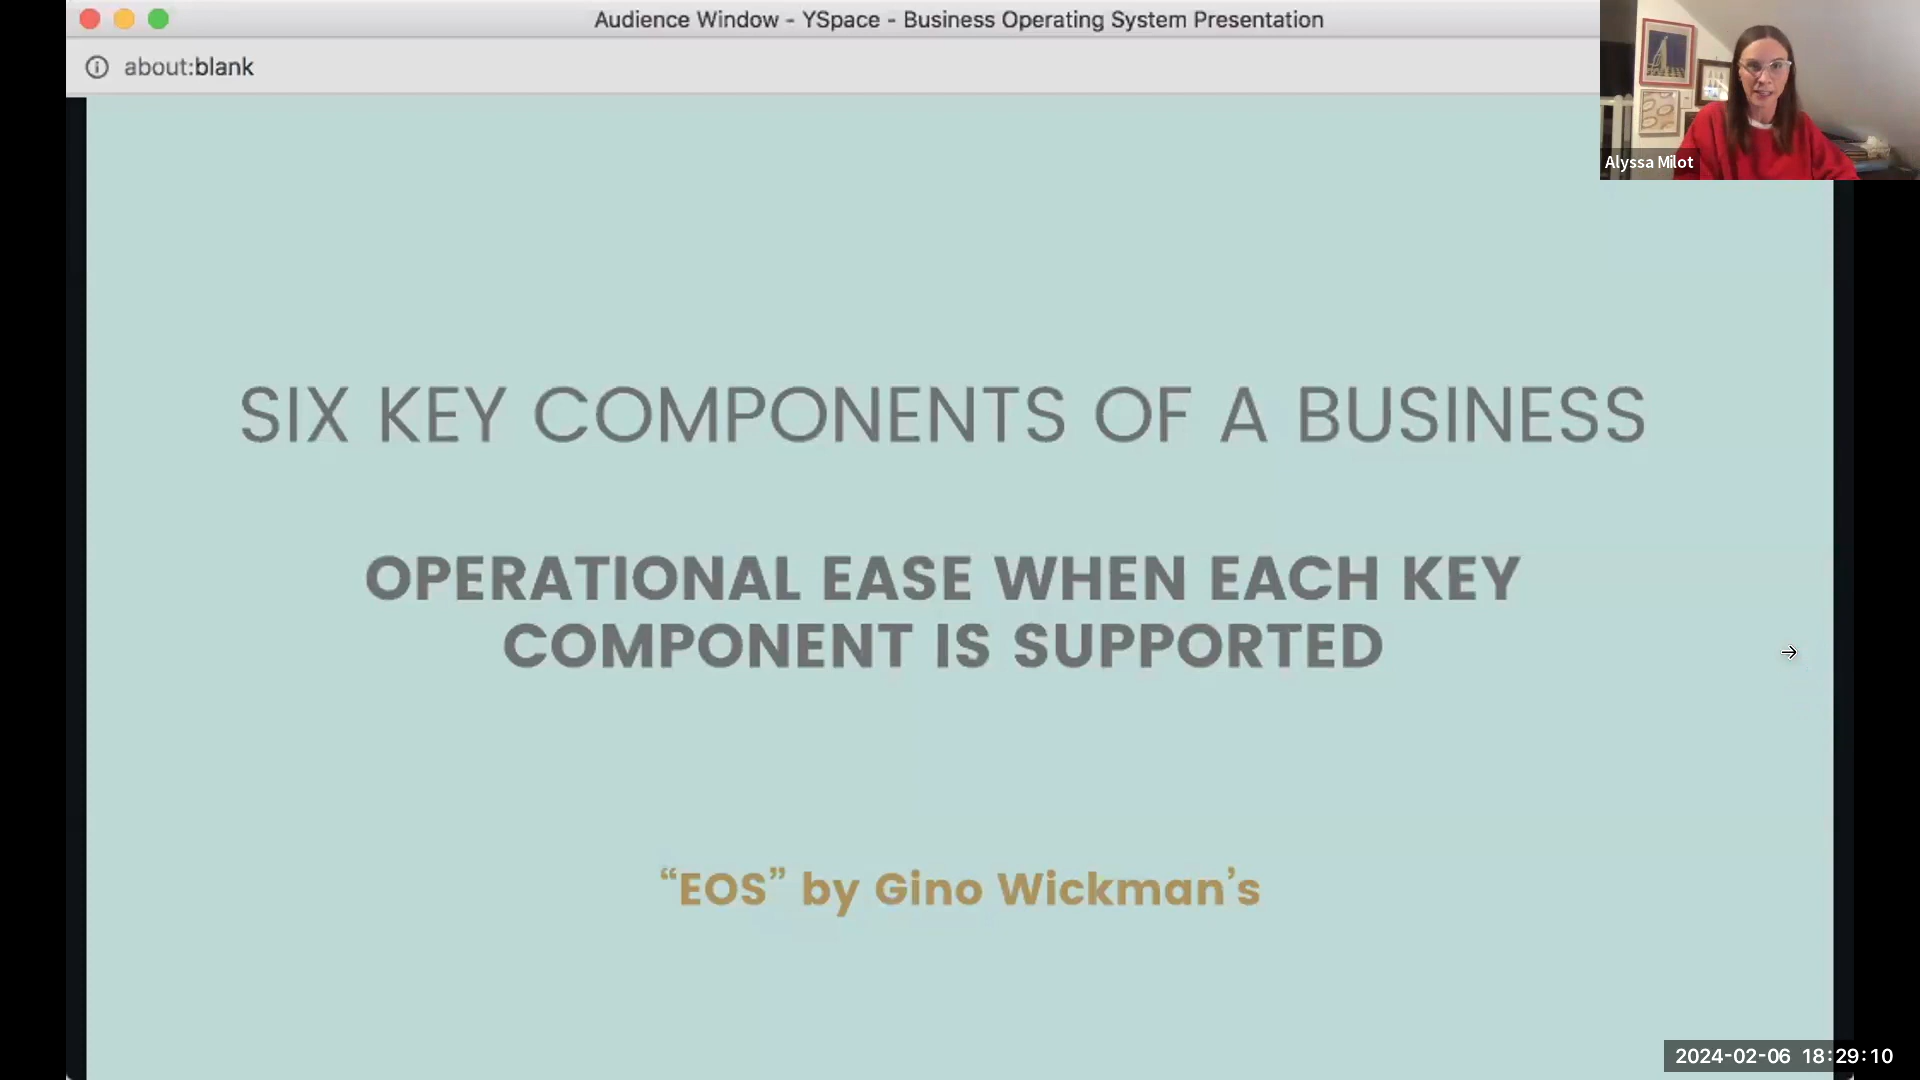 Audience Window - YSpace - Business Operating System Presentation
about:blank
Alyssa Milot
SIX KEY COMPONENTS OF A BUSINESS
OPERATIONAL EASE WHEN EACH KEY
COMPONENT IS SUPPORTED
“EOS” by Gino Wickman’s
2024-02-06 18:29:10